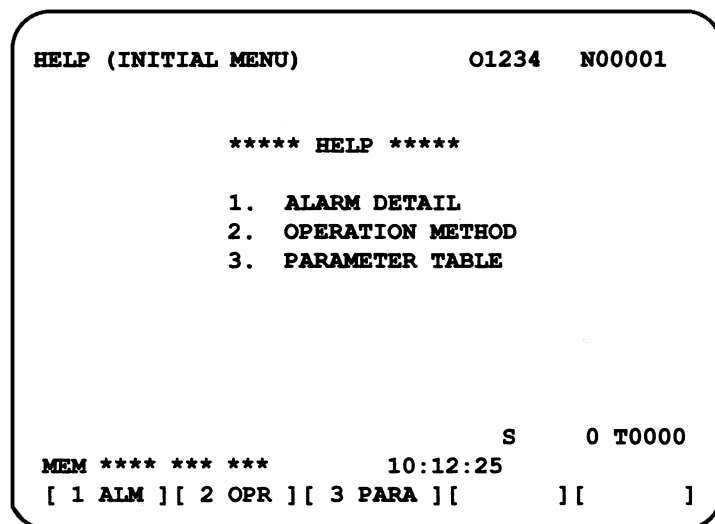 HELP (INITIAL MENU) O1234 N00001
***** HELP *****
1. ALARM DETAIL
2. OPERATION METHOD
3. PARAMETER TABLE
S 0 T0000
MEM **** *** *** 10:12:25
[ 1 ALM ][ 2 OPR ][ 3 PARA ][ ][ ]